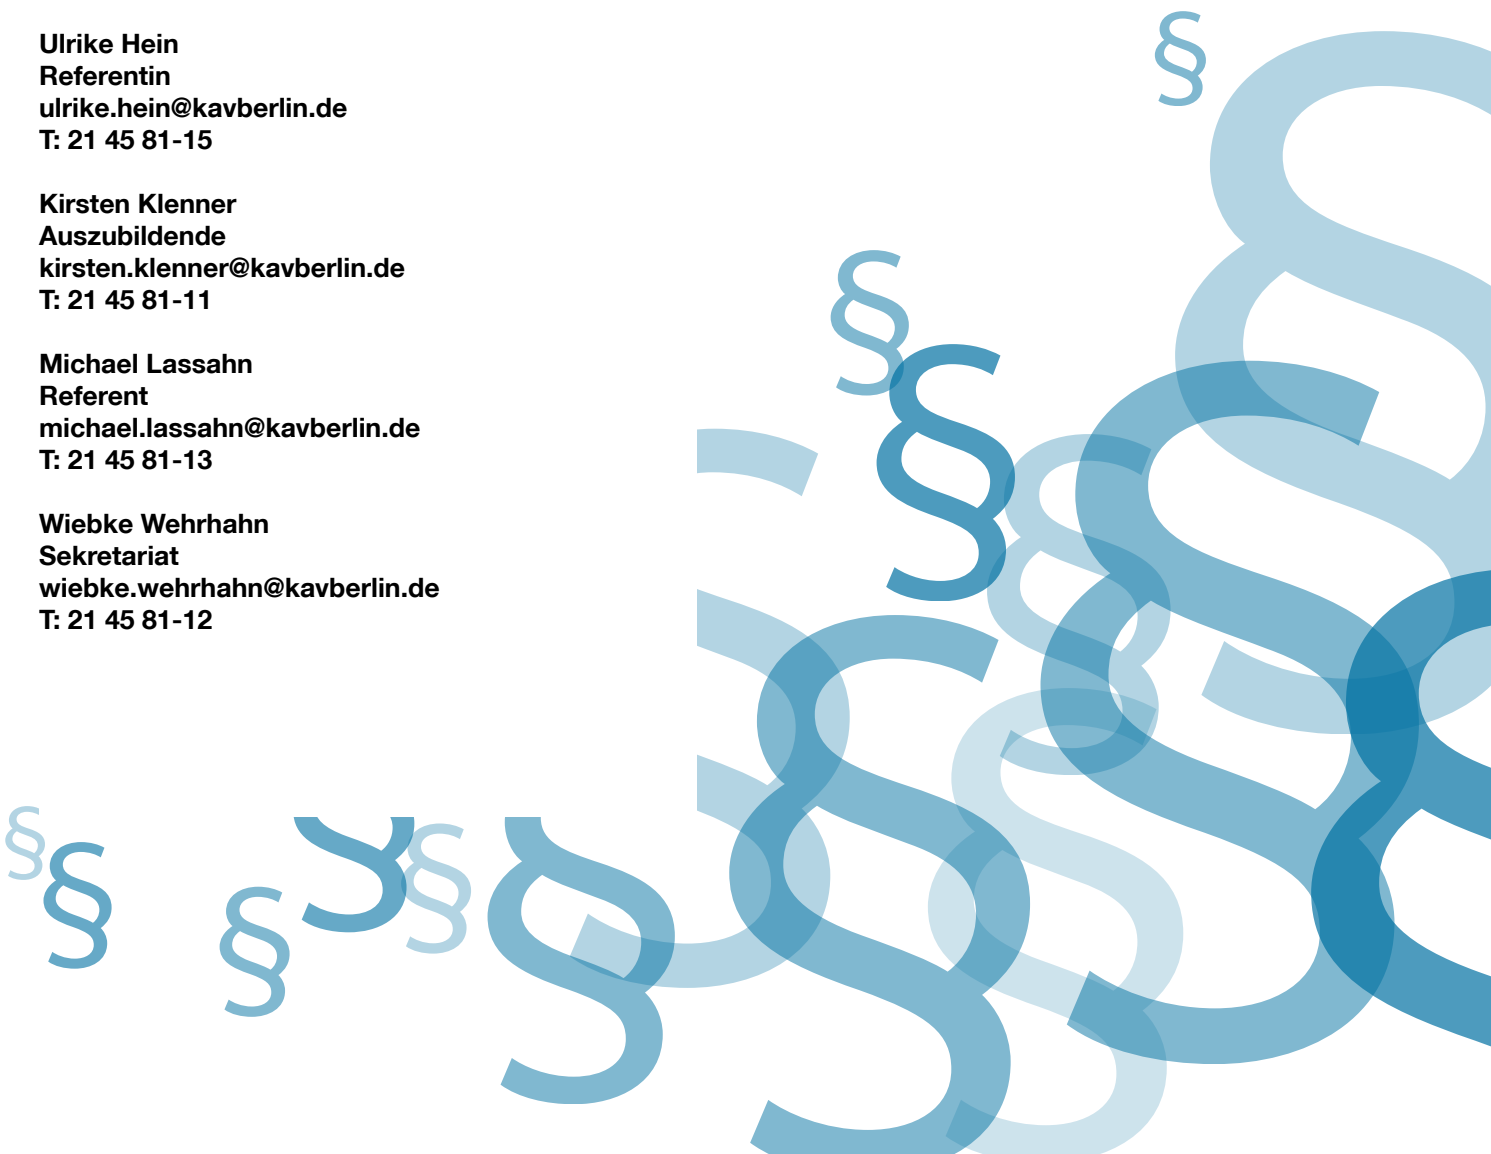 Ulrike Hein
Referentin
ulrike.hein@kavberlin.de
T: 21 45 81-15
Kirsten Klenner
Auszubildende
kirsten.klenner@kavberlin.de
T: 21 45 81-11
Michael Lassahn
Referent
michael.lassahn@kavberlin.de
T: 21 45 81-13
Wiebke Wehrhahn
Sekretariat
wiebke.wehrhahn@kavberlin.de
T: 21 45 81-12